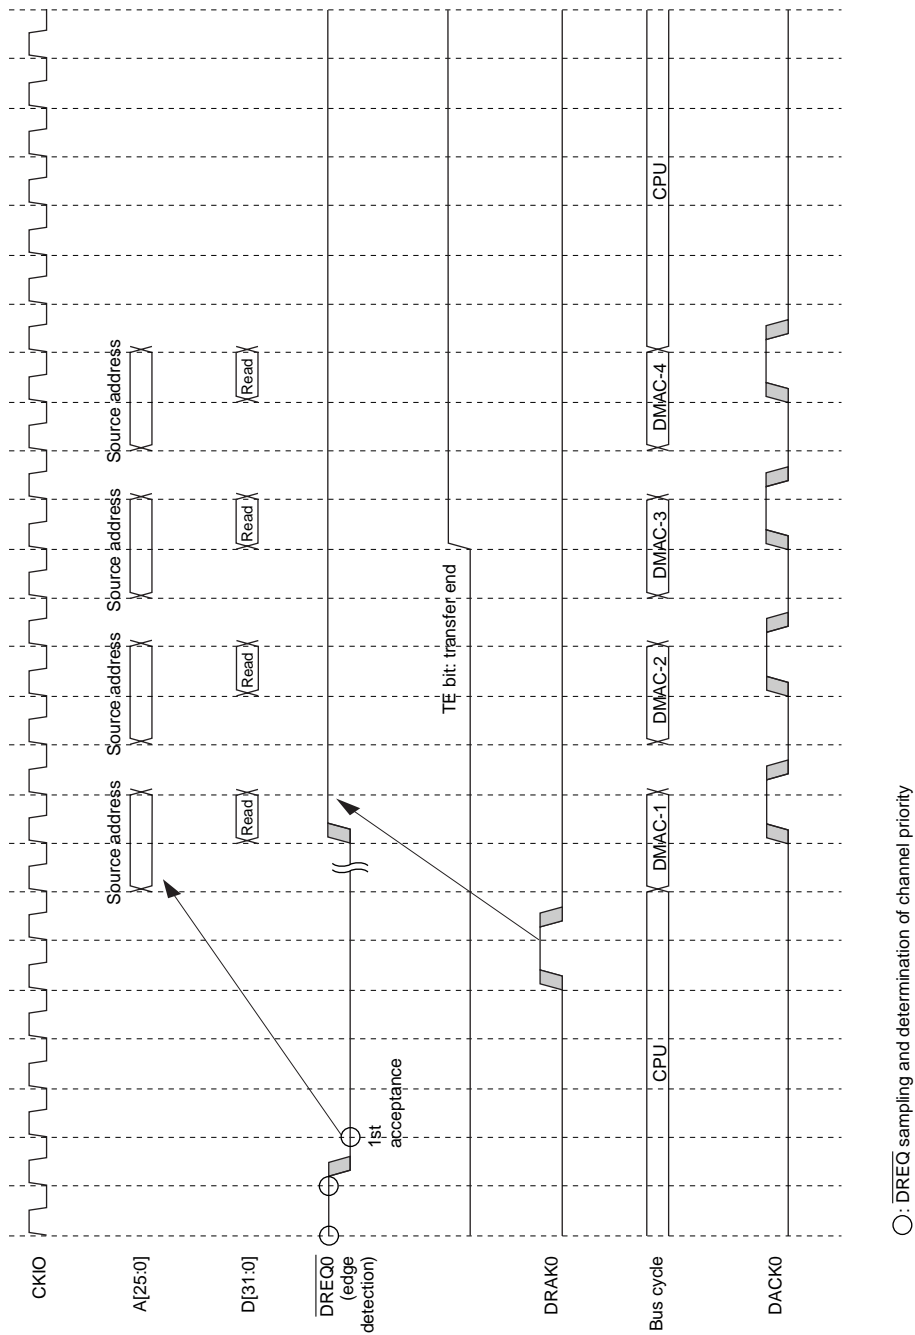 CKIO
A[25:0]
Source address
Source address
Source address
Source address
D[31:0]
Read
Read
Read
Read
DREQ0
(edge
detection)
1st
acceptance
TE bit: transfer end
DRAK0
Bus cycle
CPU
DMAC-1
DMAC-2
DMAC-3
DMAC-4
CPU
DACK0
: DREQ sampling and determination of channel priority